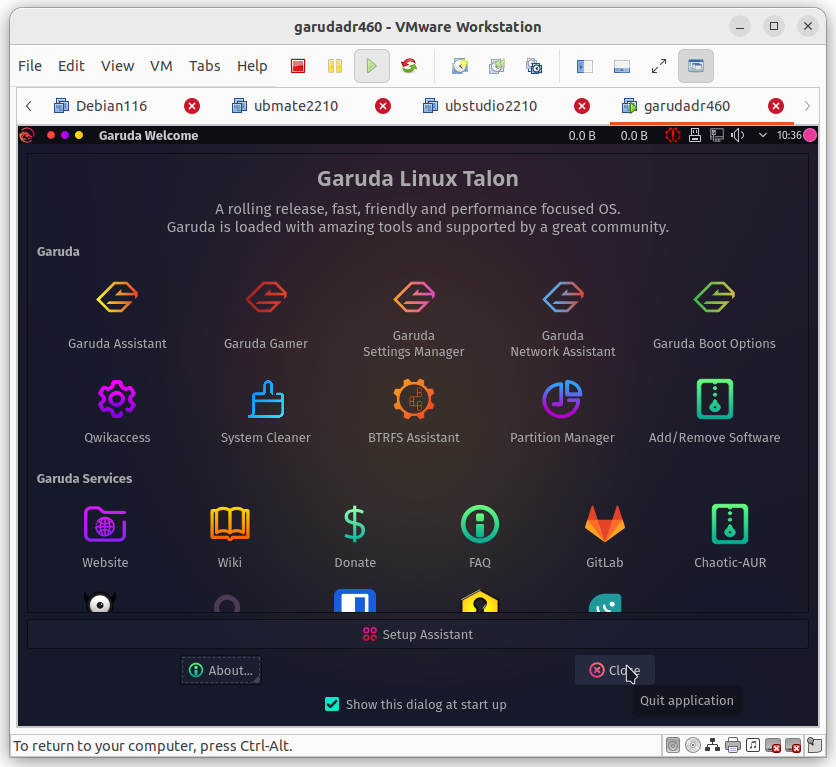 garudadr460 - VMware Workstation
File Edit View VM Tabs Help
Debian116 ubmate2210 ubstudio2210 garudadr460
Garuda Welcome 0.0 B 0.0 B 10:36
Garuda Linux Talon
A rolling release, fast, friendly and performance focused OS.
Garuda is loaded with amazing tools and supported by a great community.
Garuda
Garuda Assistant
Garuda Gamer
Garuda
Settings Manager
Garuda
Network Assistant
Garuda Boot Options
Qwikaccess
System Cleaner
BTRFS Assistant
Partition Manager
Add/Remove Software
Garuda Services
Website
Wiki
Donate
FAQ
GitLab
Chaotic-AUR
Setup Assistant
About...
Close
Show this dialog at start up
Quit application
To return to your computer, press Ctrl-Alt.